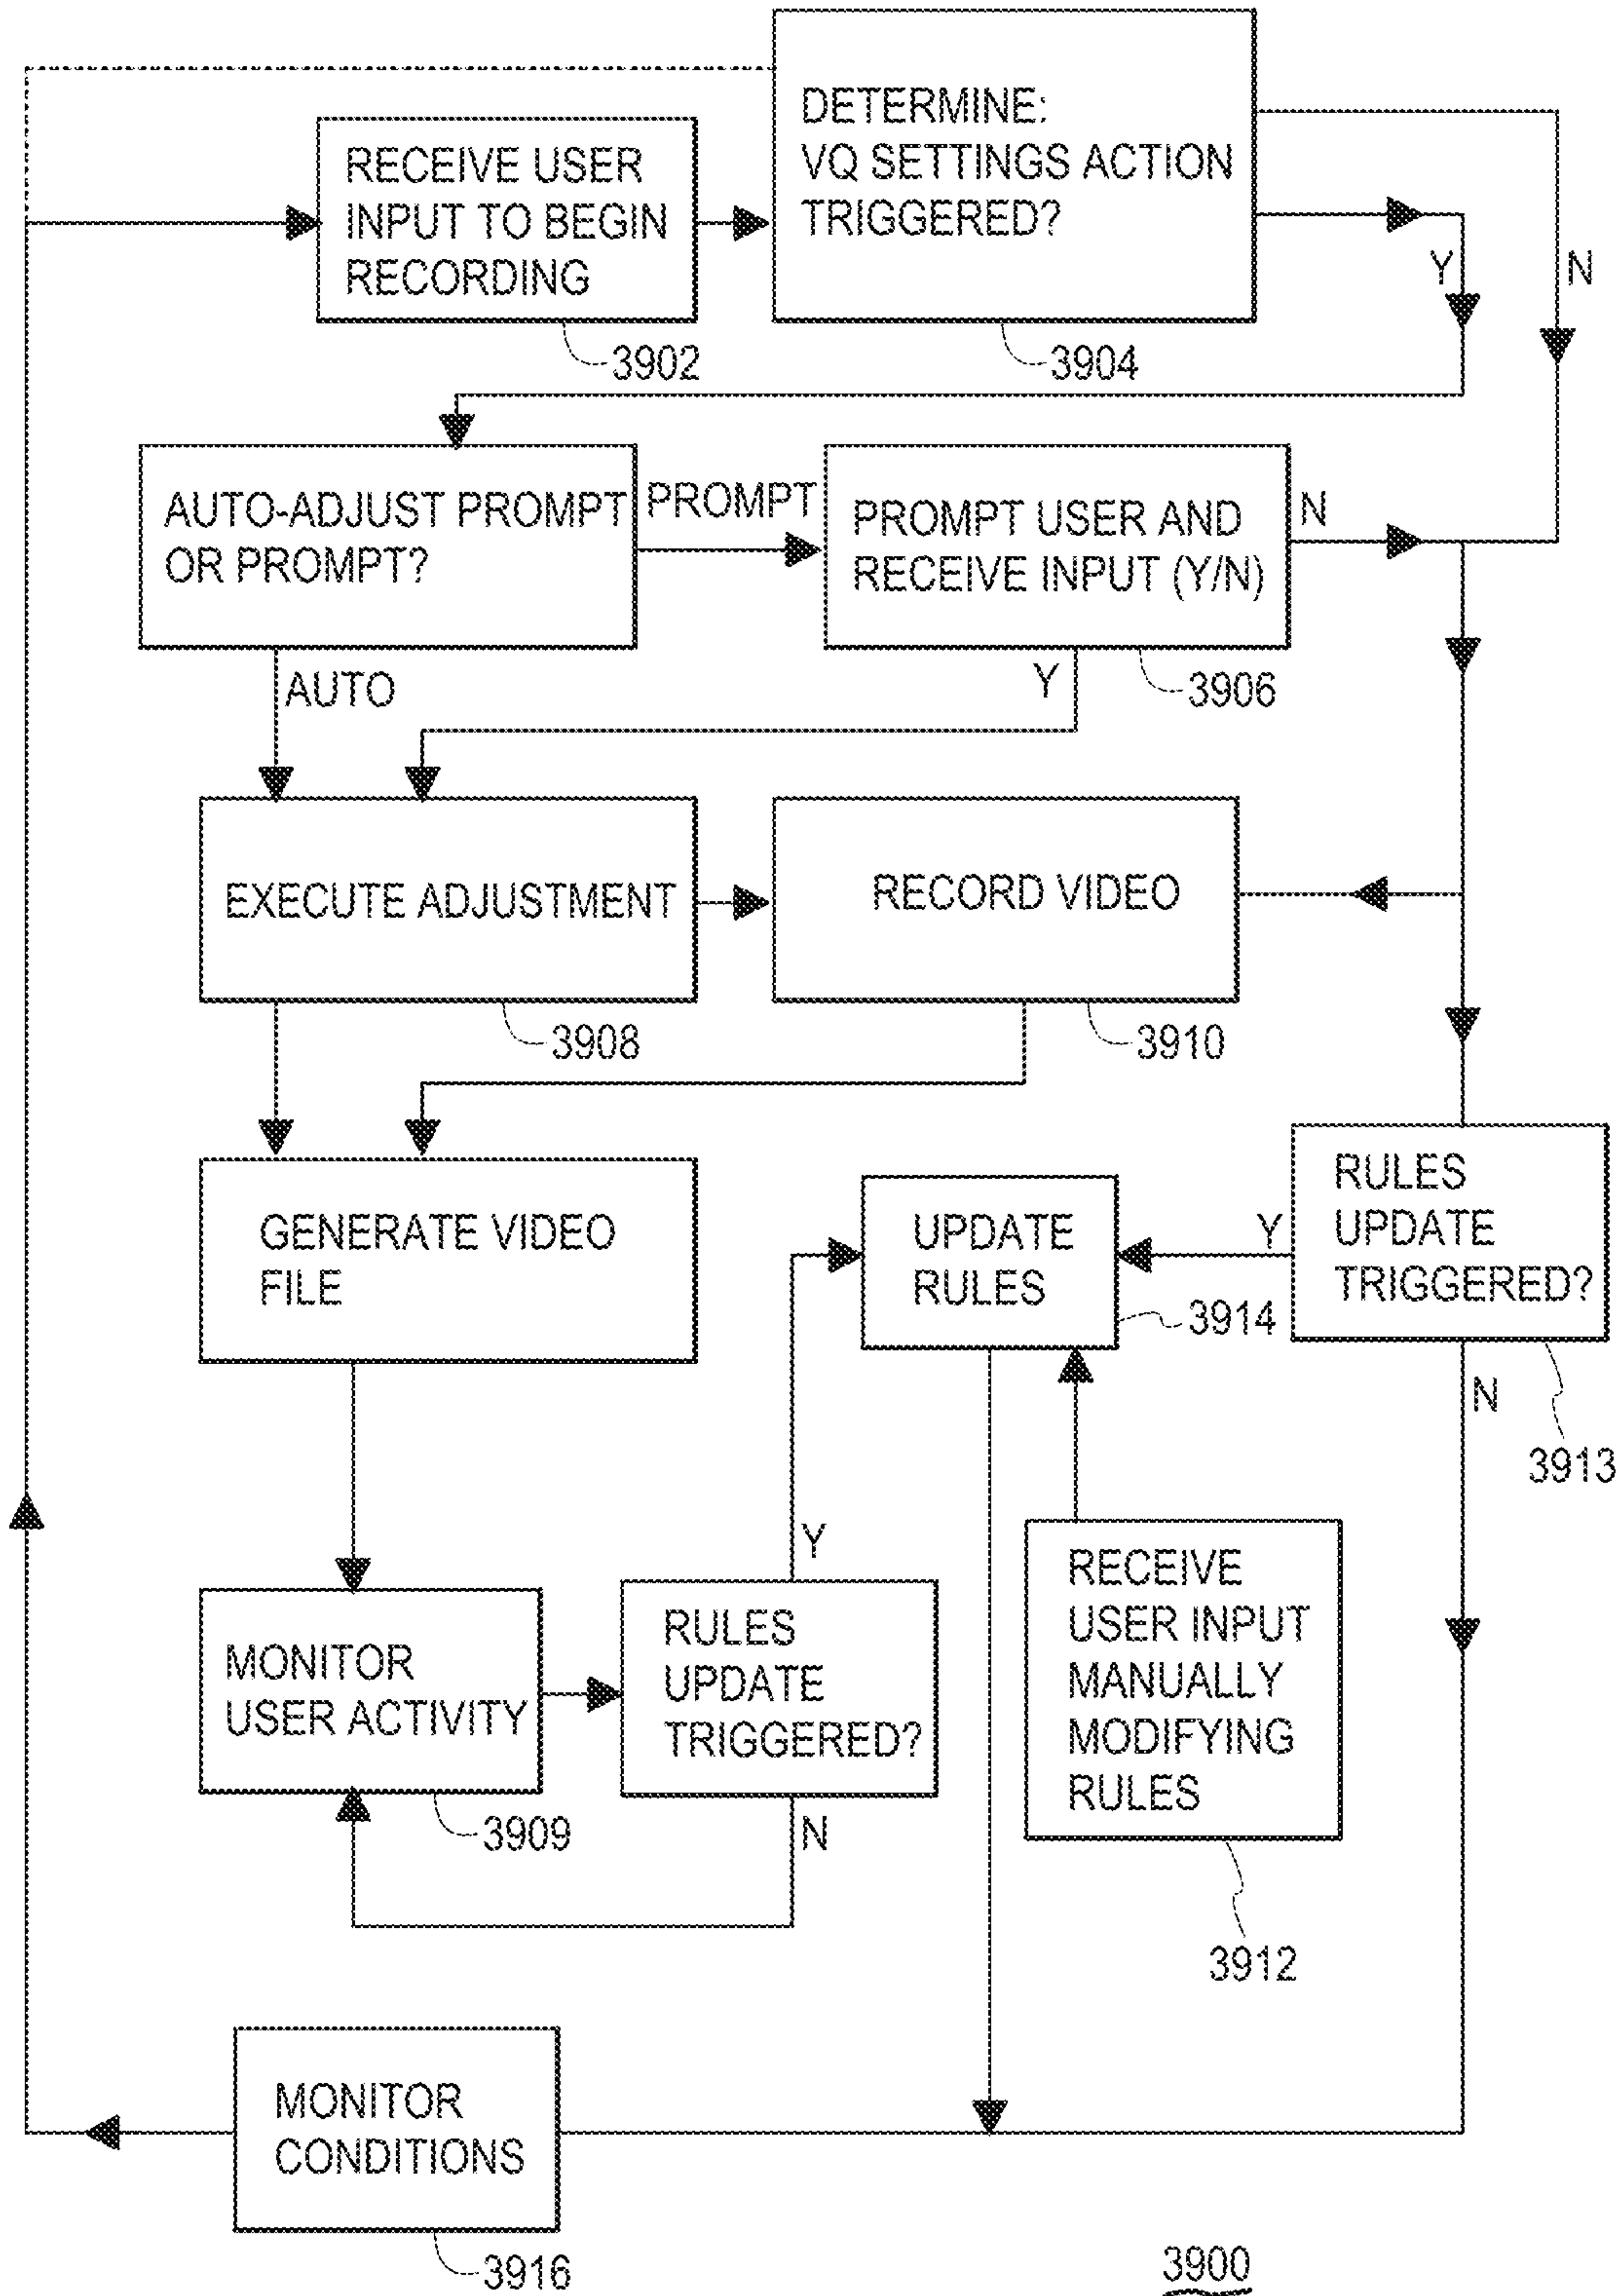 RECEIVE USER
INPUT TO BEGIN
RECORDING
3902
DETERMINE:
VQ SETTINGS ACTION
TRIGGERED?
3904
Y
N
AUTO-ADJUST PROMPT
OR PROMPT?
PROMPT
AUTO
PROMPT USER AND
RECEIVE INPUT (Y/N)
N
Y
3906
EXECUTE ADJUSTMENT
3908
RECORD VIDEO
3910
GENERATE VIDEO
FILE
UPDATE
RULES
3914
Y
RULES
UPDATE
TRIGGERED?
N
3913
MONITOR
USER ACTIVITY
3909
Y
RULES
UPDATE
TRIGGERED?
N
RECEIVE
USER INPUT
MANUALLY
MODIFYING
RULES
3912
MONITOR
CONDITIONS
3916
3900